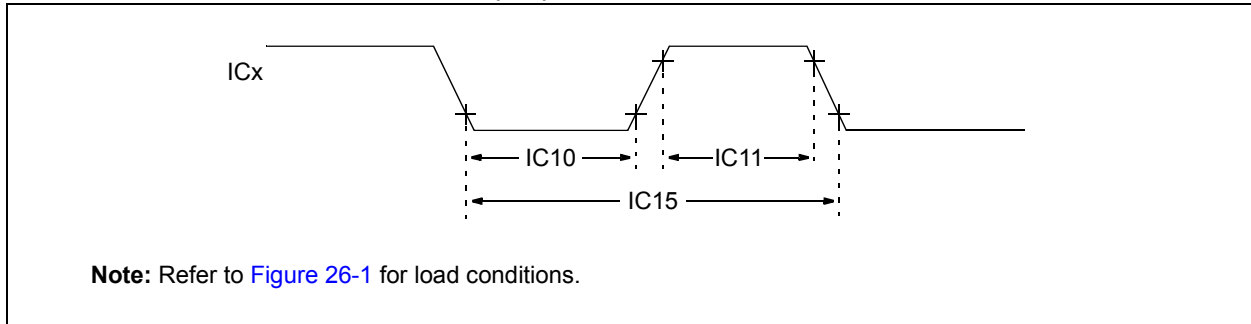 ICx
IC10
IC11
IC15
Note: Refer to Figure 26-1 for load conditions.